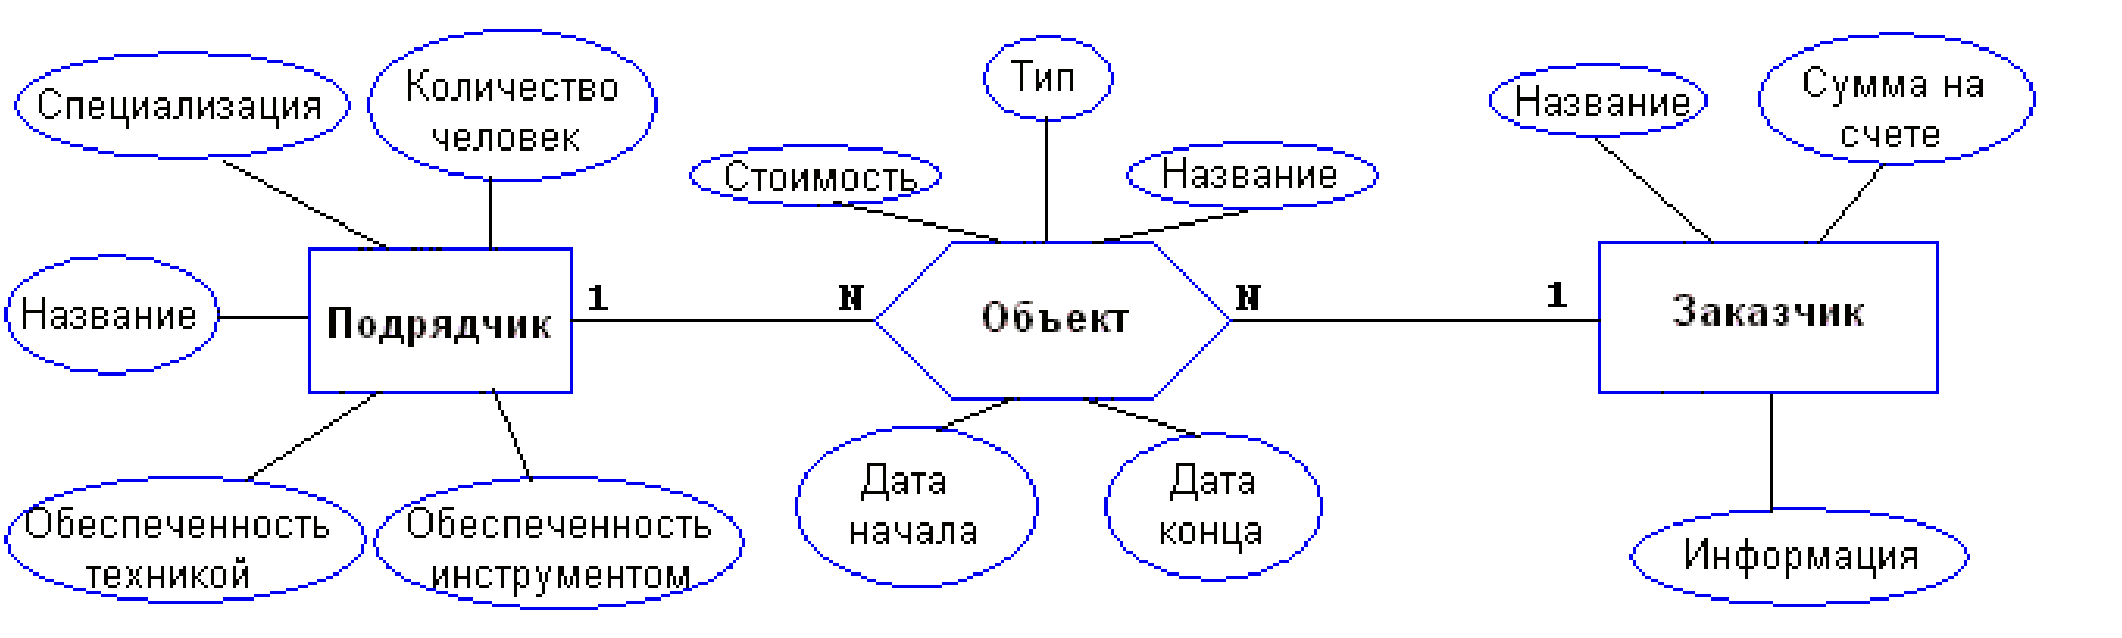 Специализация
Количество
человек
Название
Подрядчик
Обеспеченность
техникой
Обеспеченность
инструментом
1
N
Стоимость
Тип
Название
Объект
Дата
начала
Дата
конца
N
1
Название
Сумма на
счете
Заказчик
Информация